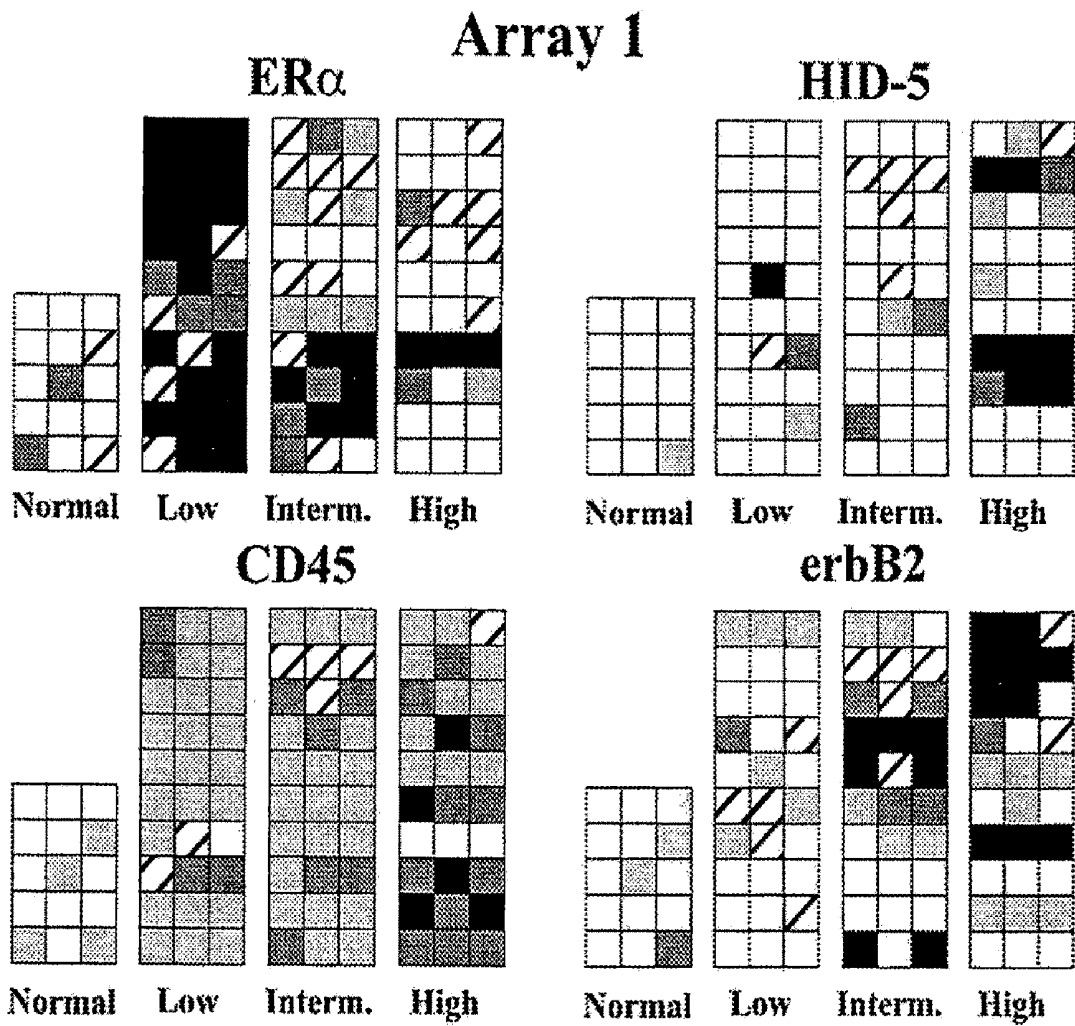 Array 1
ERα
HID-5
Normal Low Interm. High
Normal Low Interm. High
CD45
erbB2
Normal Low Interm. High
Normal Low Interm. High